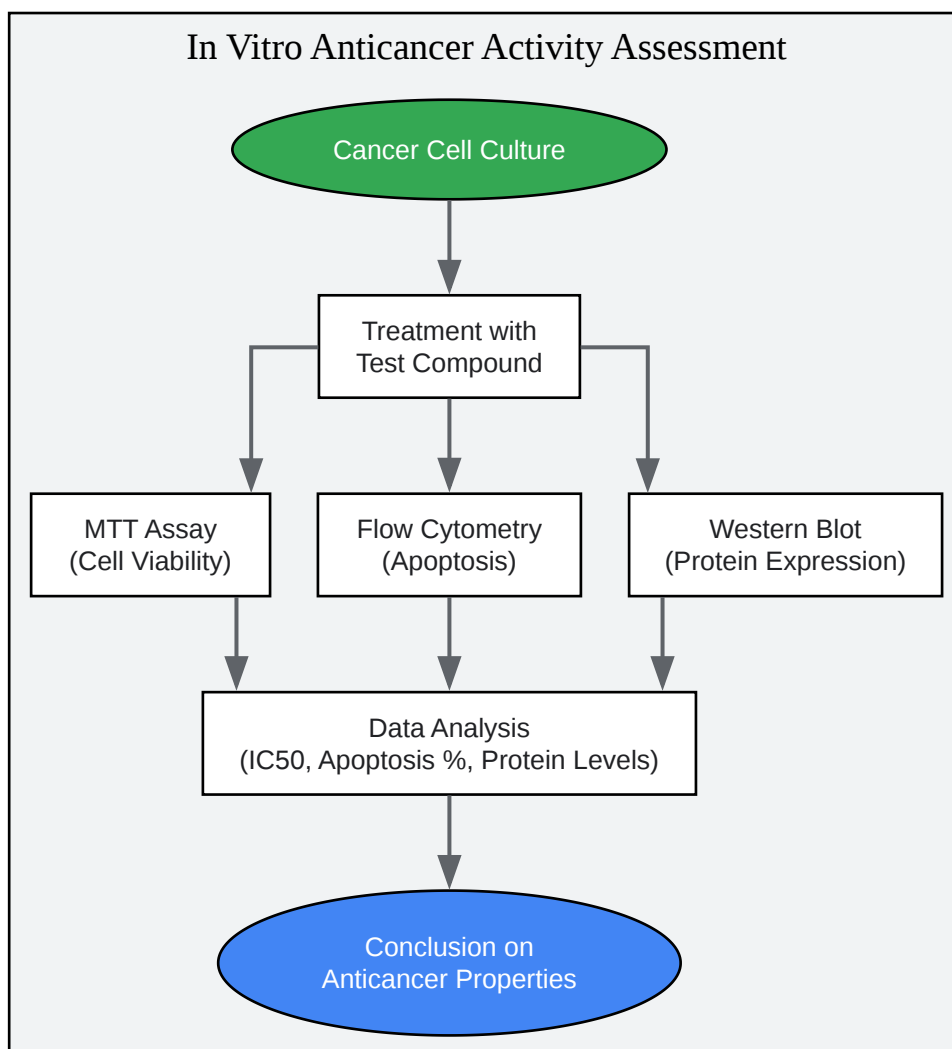 In Vitro Anticancer Activity Assessment
Cancer Cell Culture
Treatment with
Test Compound
MTT Assay
(Cell Viability)
Flow Cytometry
(Apoptosis)
Western Blot
(Protein Expression)
Data Analysis
(IC50, Apoptosis %, Protein Levels)
Conclusion on
Anticancer Properties